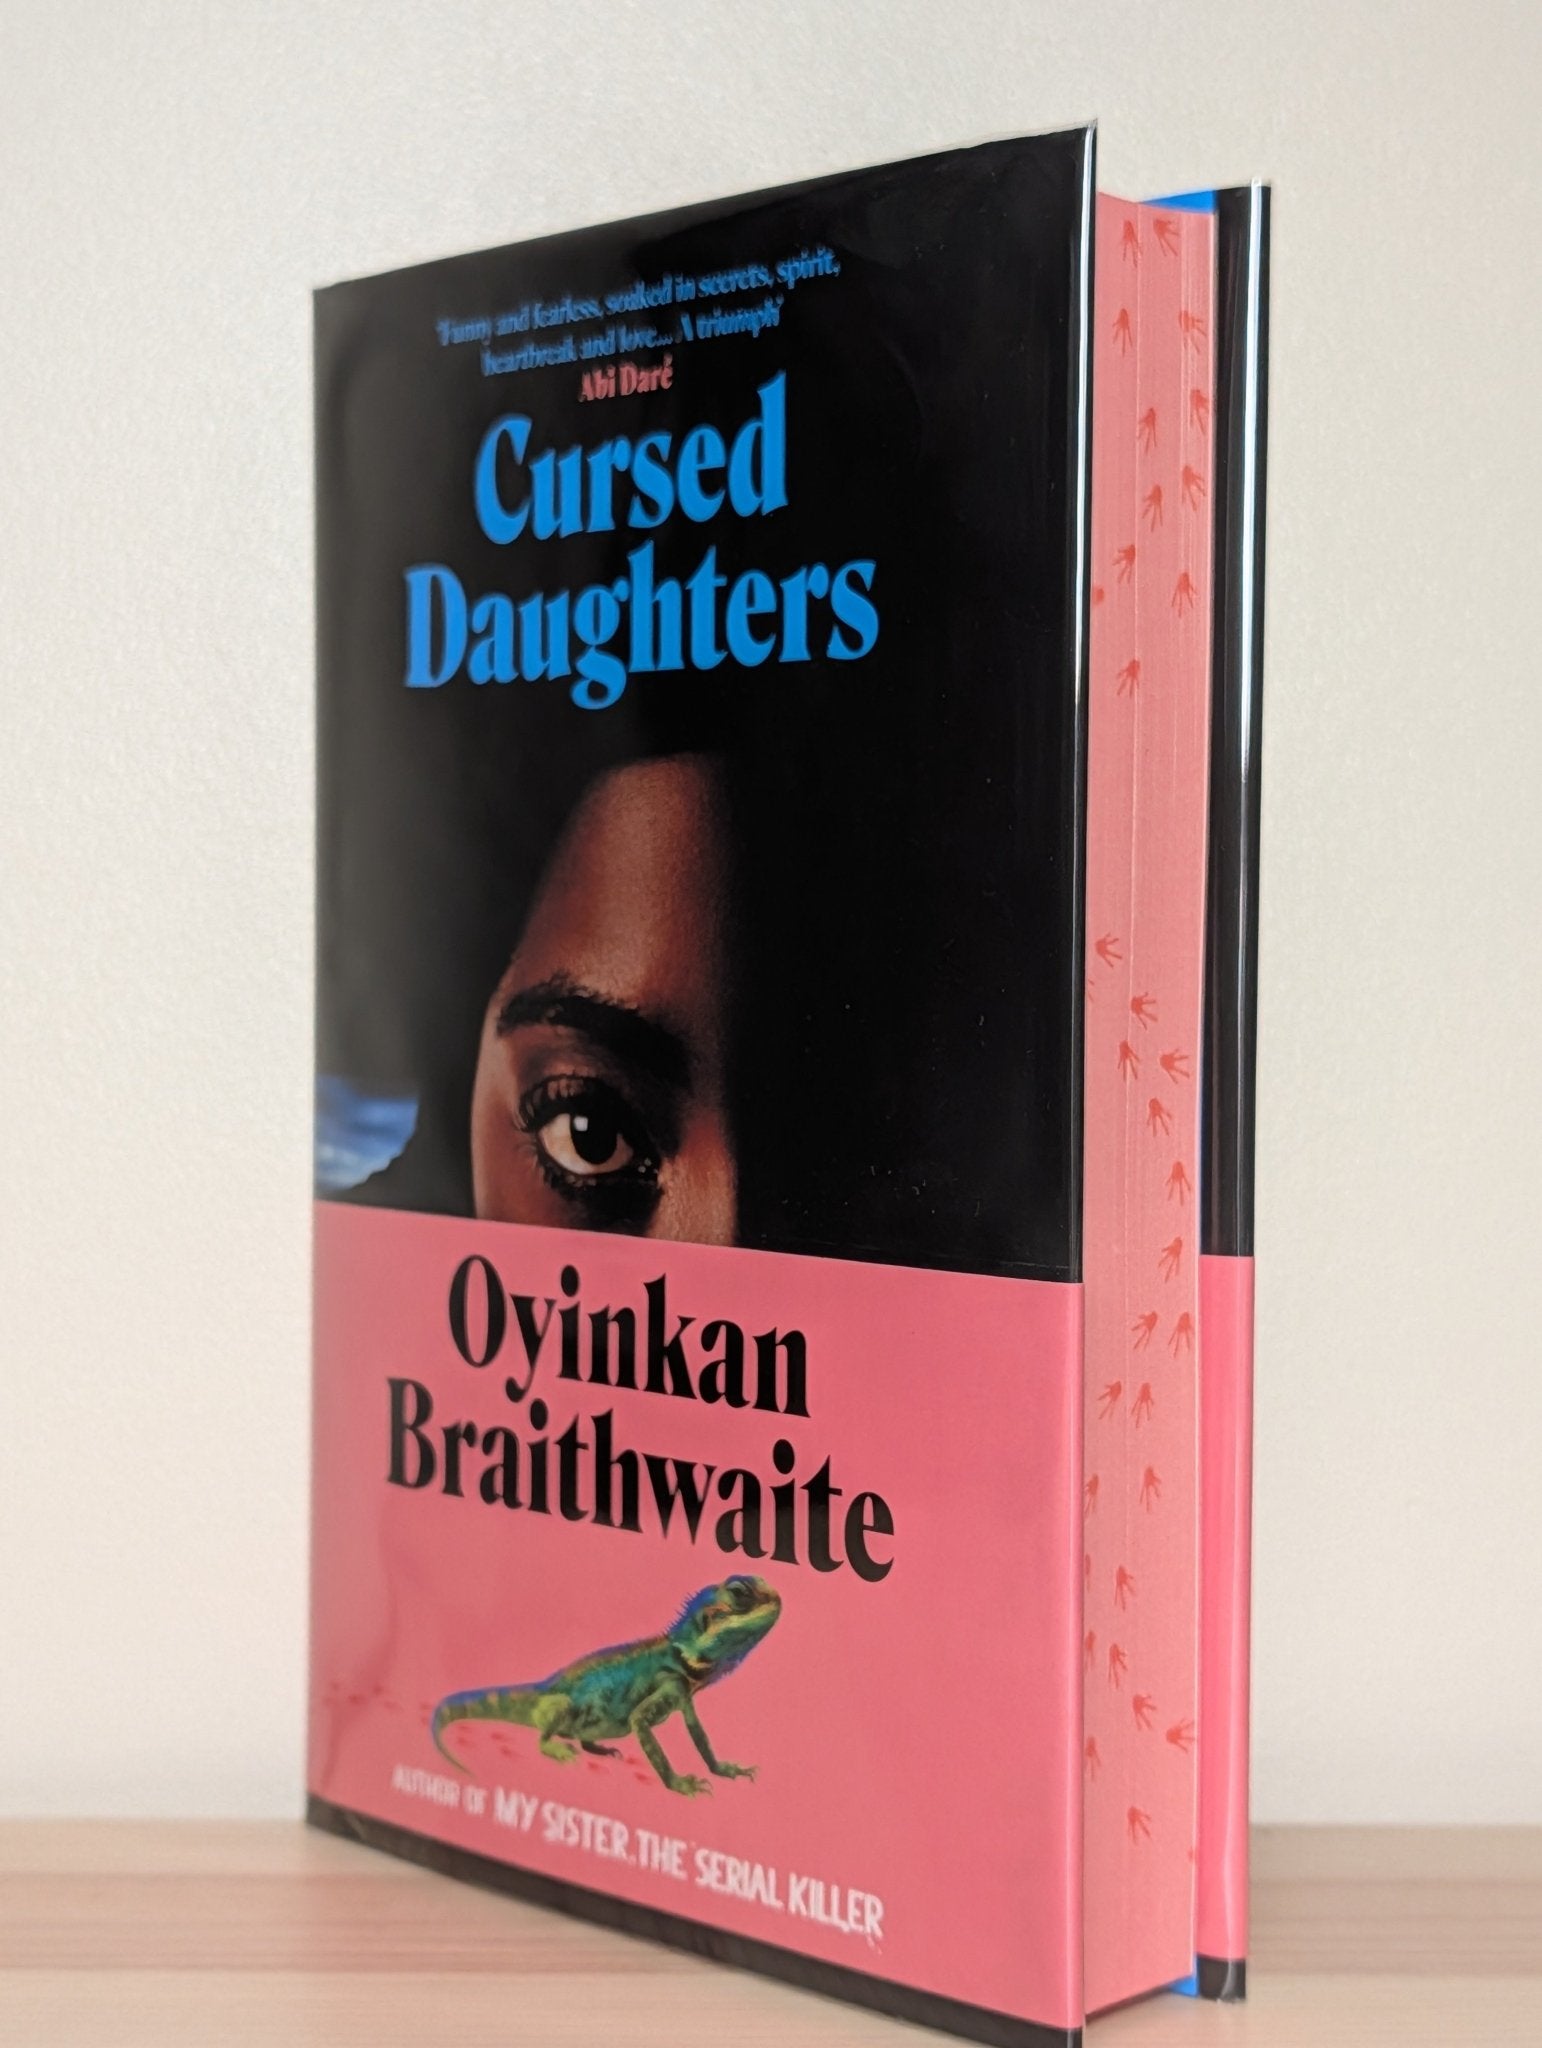 'Funny and fearless, soaked in secrets, spirit,
heartbreak and love... A triumph'
Abi Daré
Cursed
Daughters
Oyinkan
Braithwaite
AUTHOR OF MY SISTER, THE SERIAL KILLER